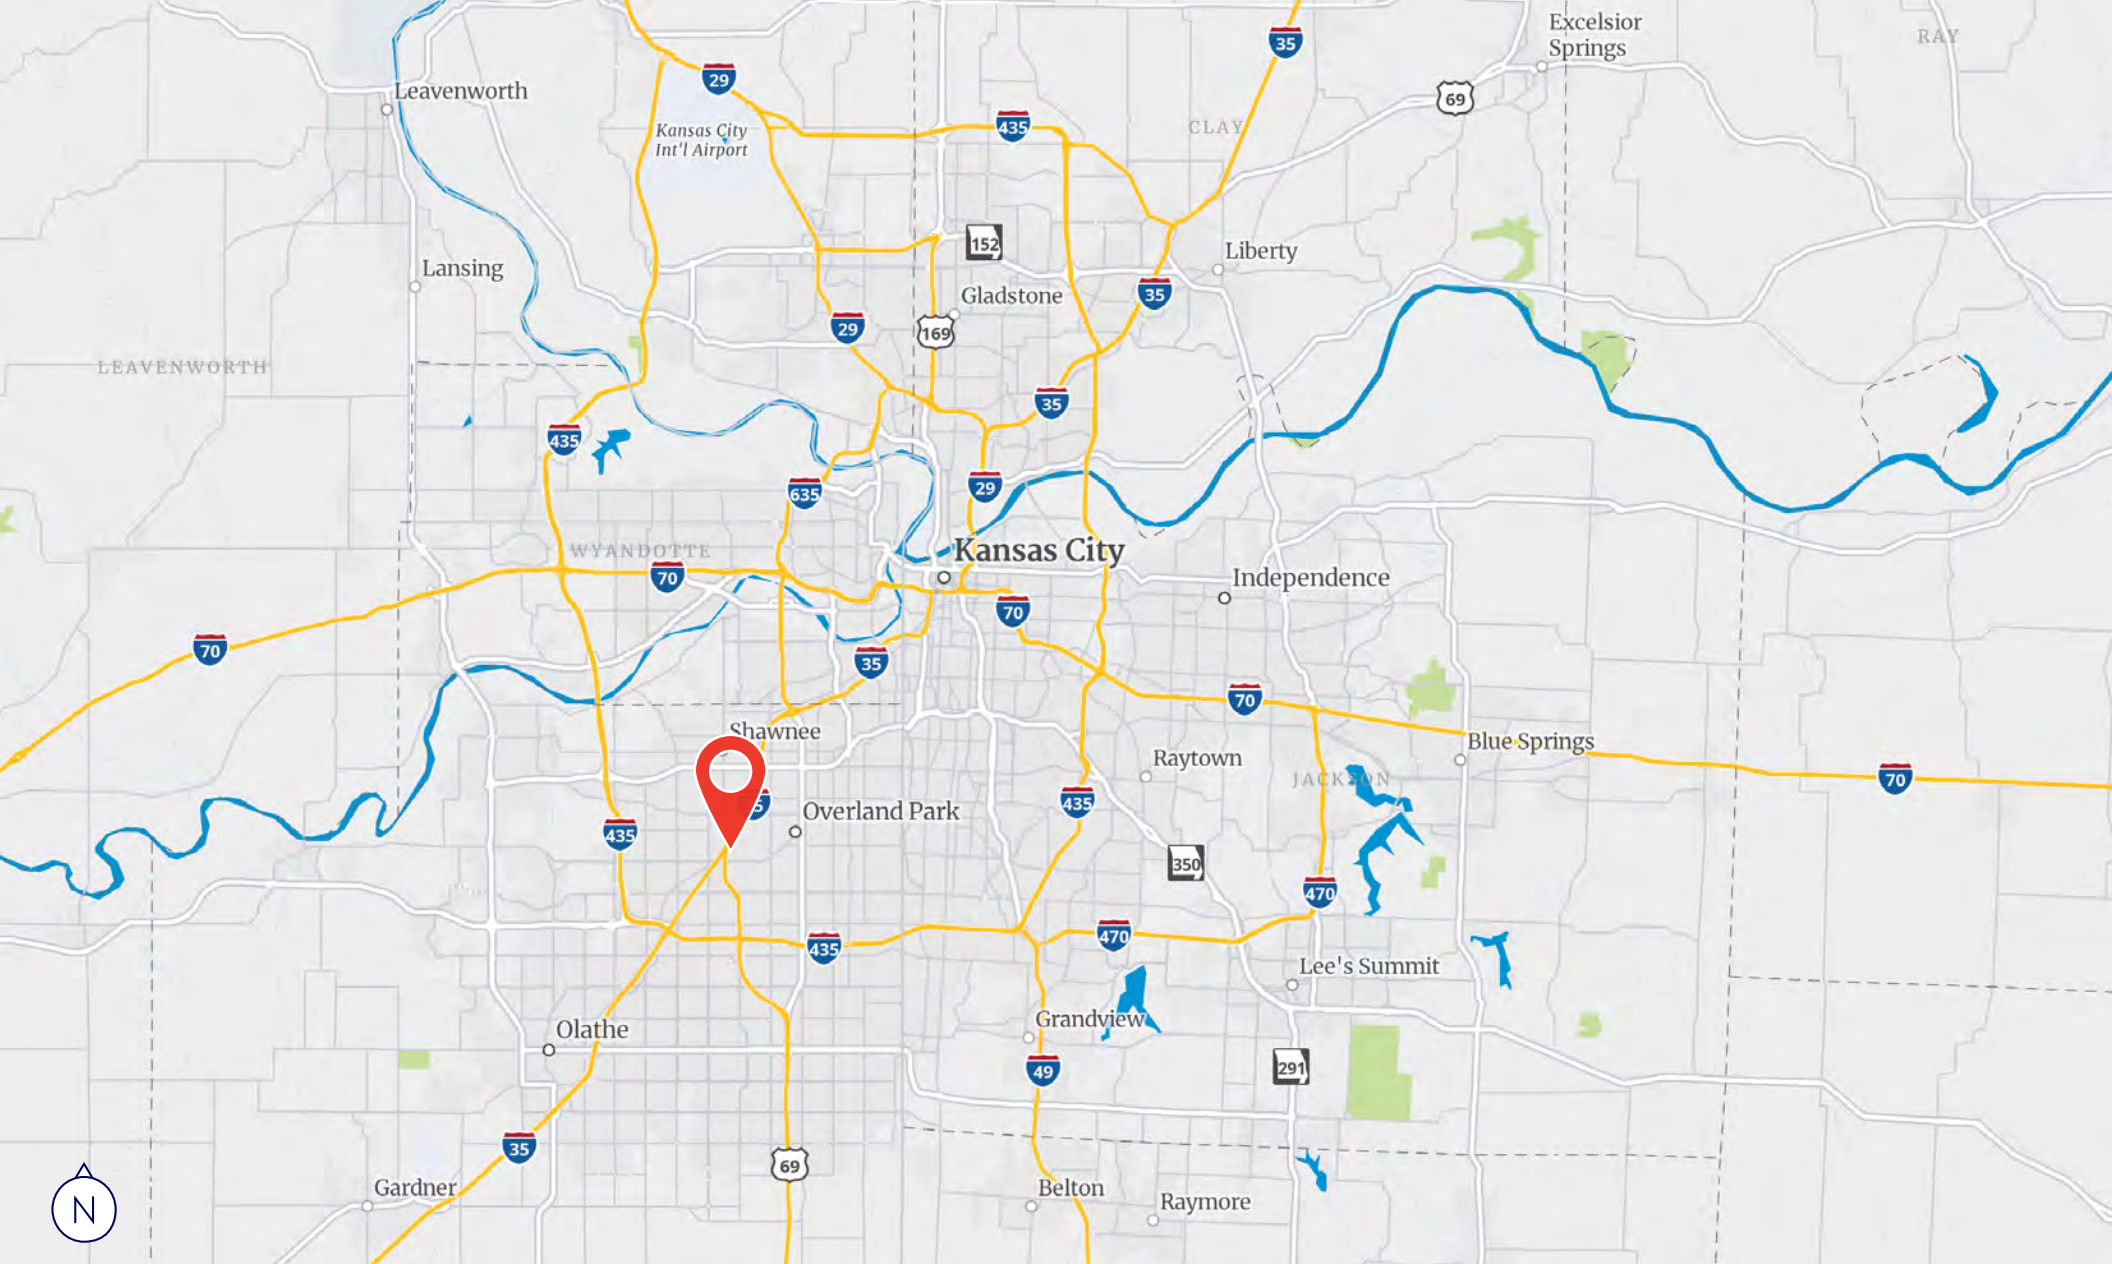 Excelsior
Springs
RAY
35
29
Leavenworth
69
Kansas City
Int'l Airport
435
CLAY
152
Liberty
Lansing
35
Gladstone
29
169
LEAVENWORTH
35
435
635
29
WYANDOTTE
Kansas City
70
Independence
70
70
35
70
Shawnee
Blue Springs
Raytown
JACKSON
70
435
5
Overland Park
435
350
470
435
470
Lee's Summit
Grandview
Olathe
49
291
35
69
N
Gardner
Belton
Raymore